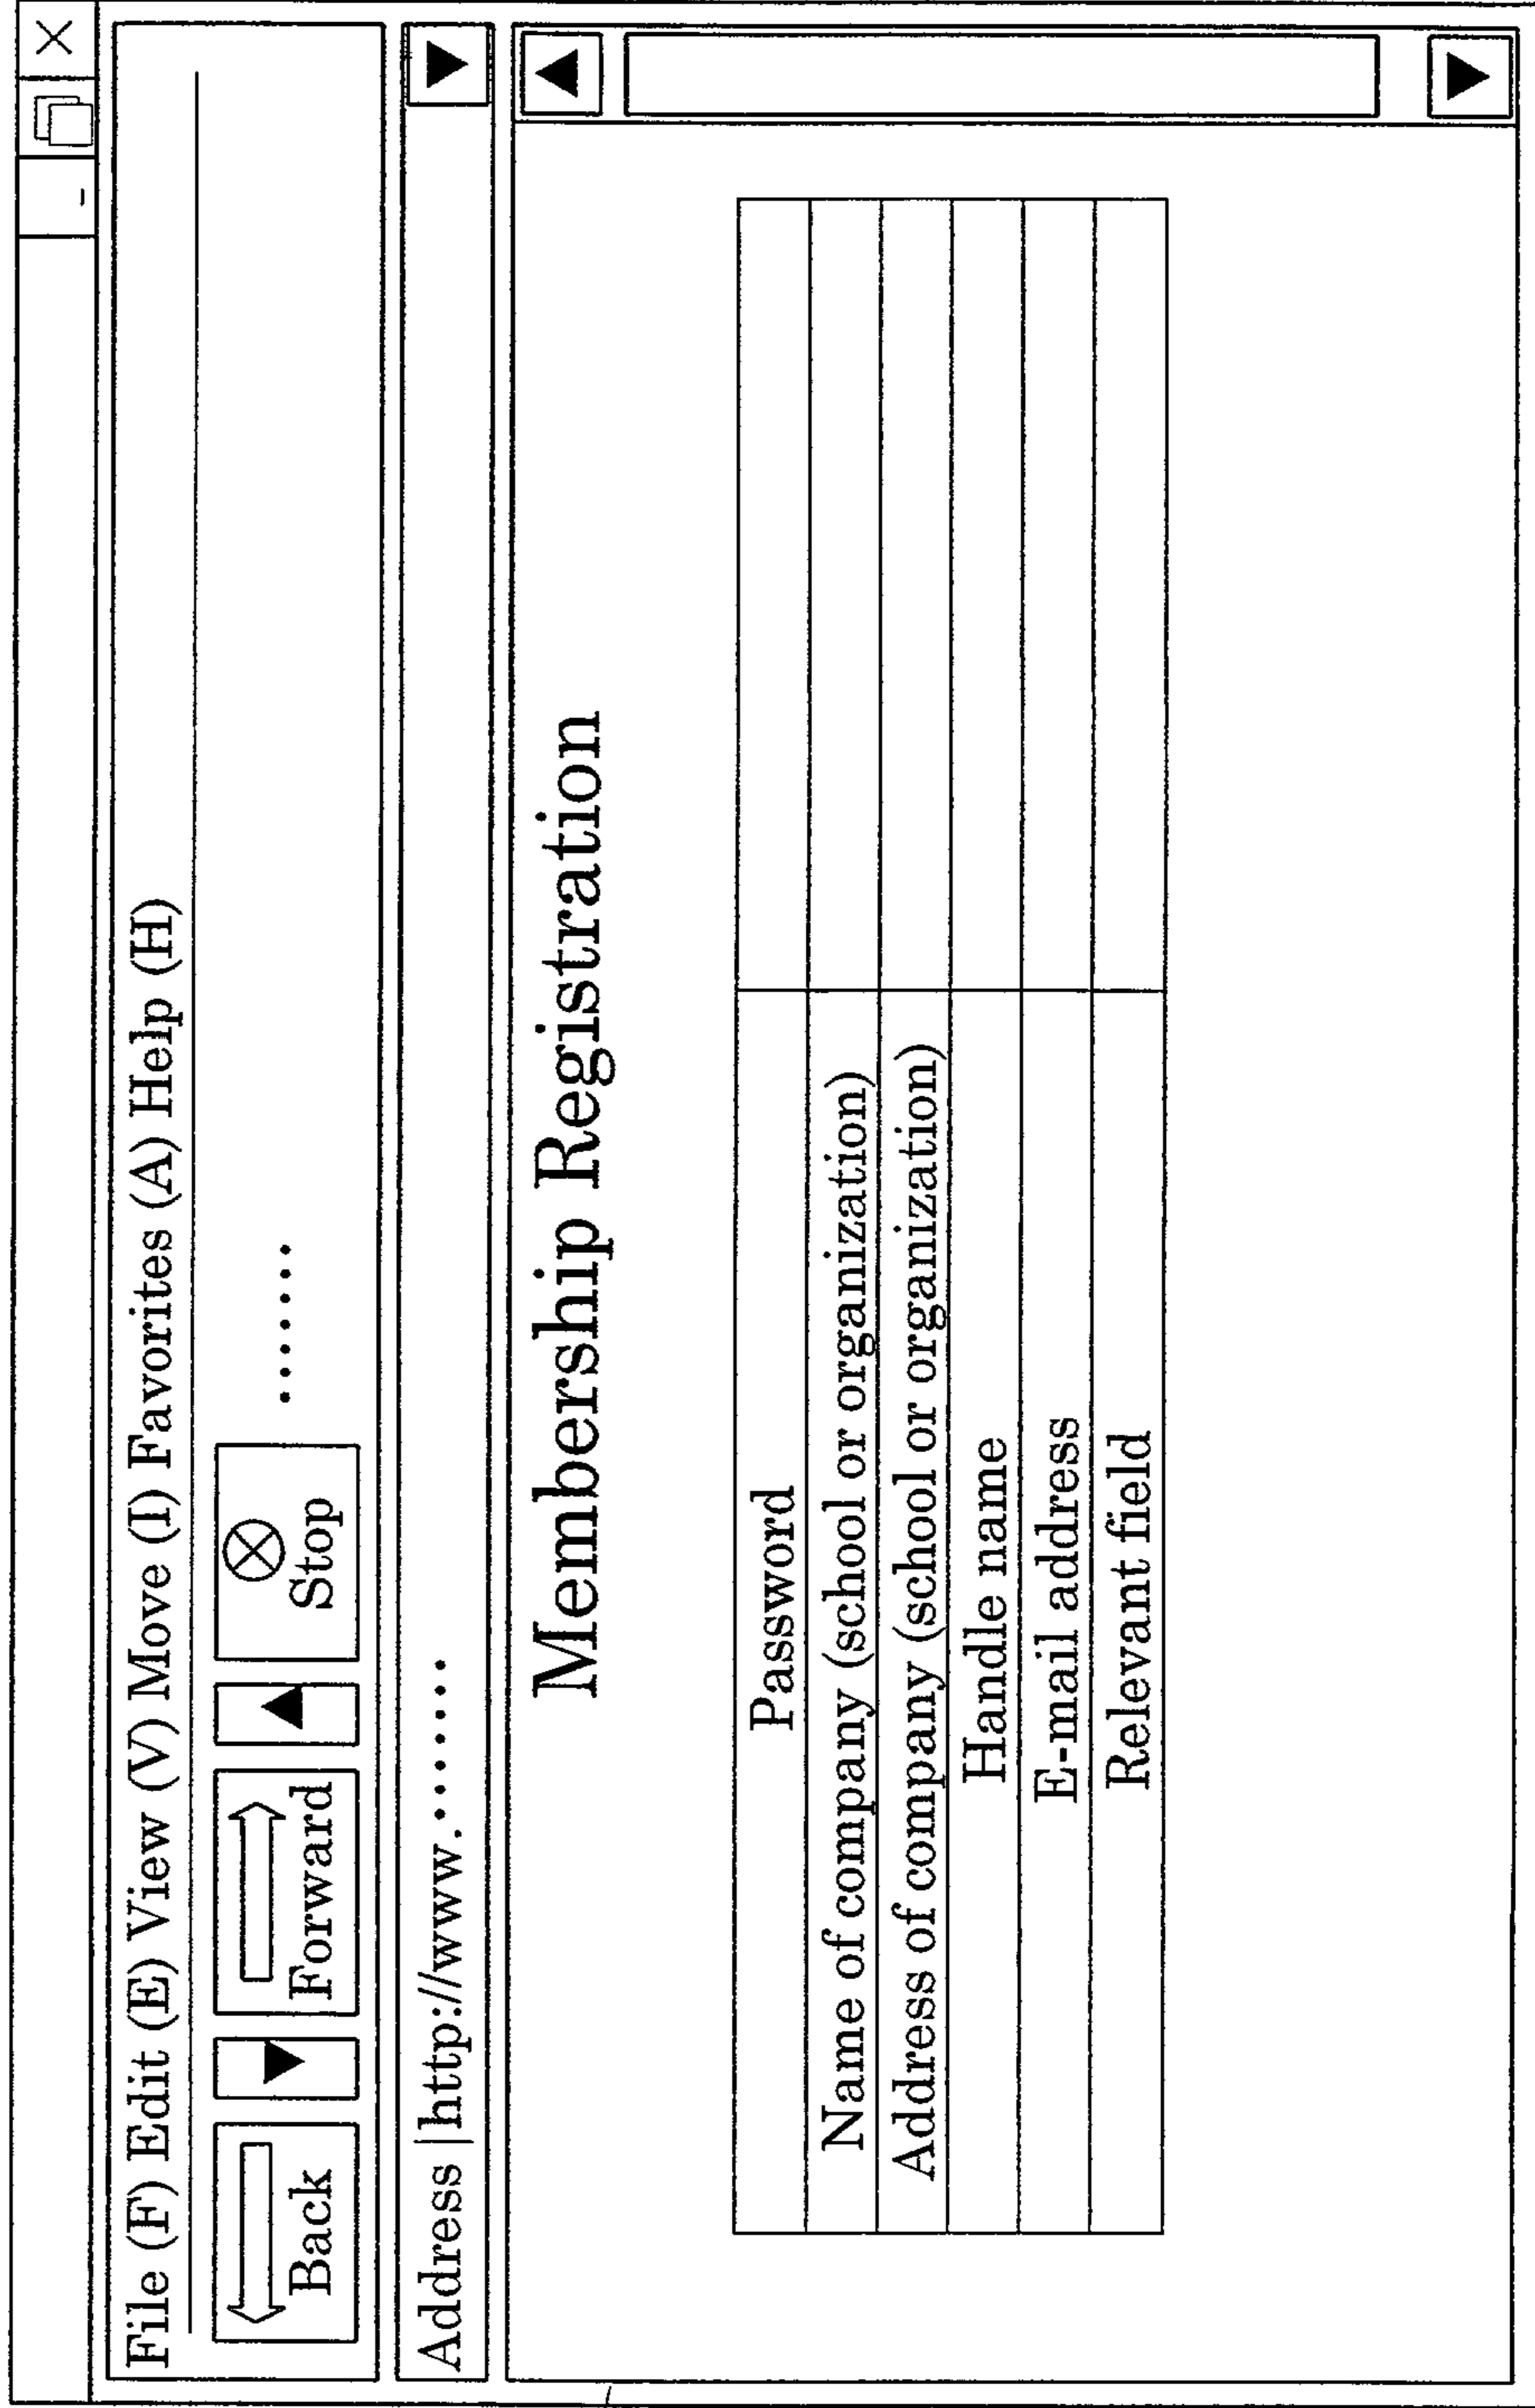 File (F) Edit (E) View (V) Move (I) Favorites (A) Help (H)
Back Forward Stop .......
Address |http://www........
Membership Registration
Password
Name of company (school or organization)
Address of company (school or organization)
Handle name
E-mail address
Relevant field